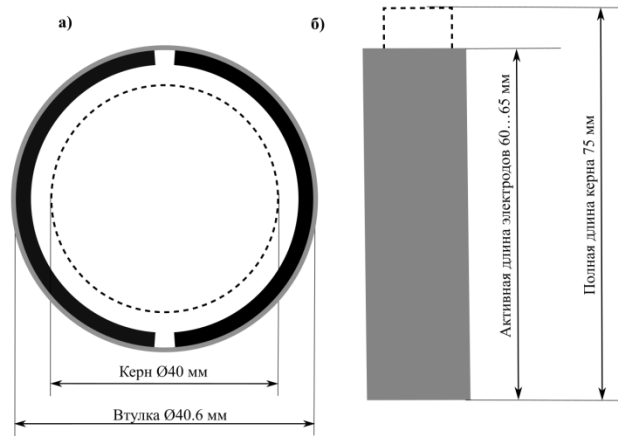 а)
б)
Керн Ø40 мм
Втулка Ø40.6 мм
Активная длина электродов 60...65 мм
Полная длина керна 75 мм